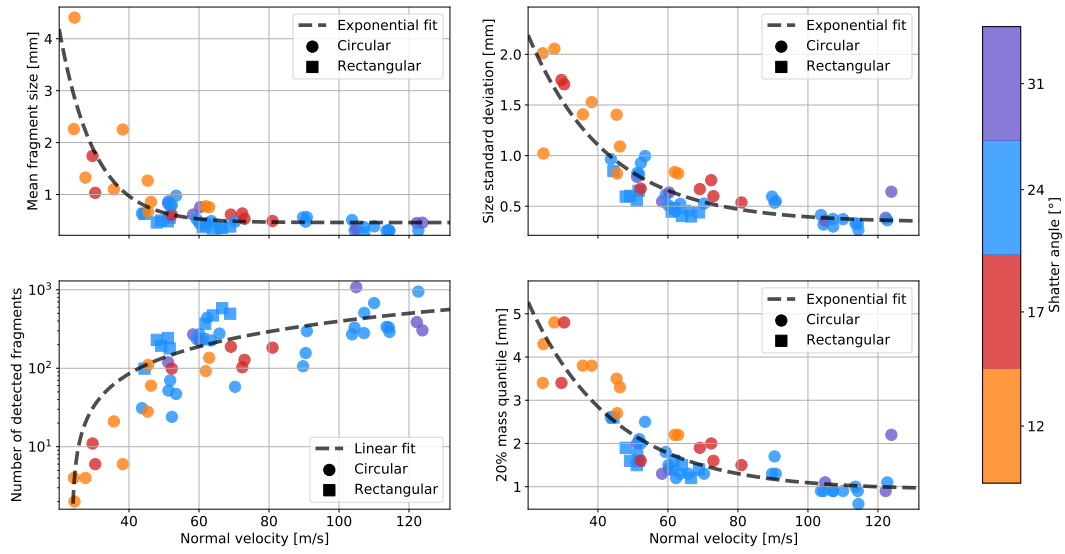 Mean fragment size [mm]
4
3
2
1
Exponential fit
Circular
Rectangular
Size standard deviation [mm]
2.0
1.5
1.0
0.5
Exponential fit
Circular
Rectangular
Number of detected fragments
10³
10²
10¹
Linear fit
Circular
Rectangular
40 60 80 100 120
Normal velocity [m/s]
20% mass quantile [mm]
5
4
3
2
1
Exponential fit
Circular
Rectangular
40 60 80 100 120
Normal velocity [m/s]
31
24
17
12
Shatter angle [°]